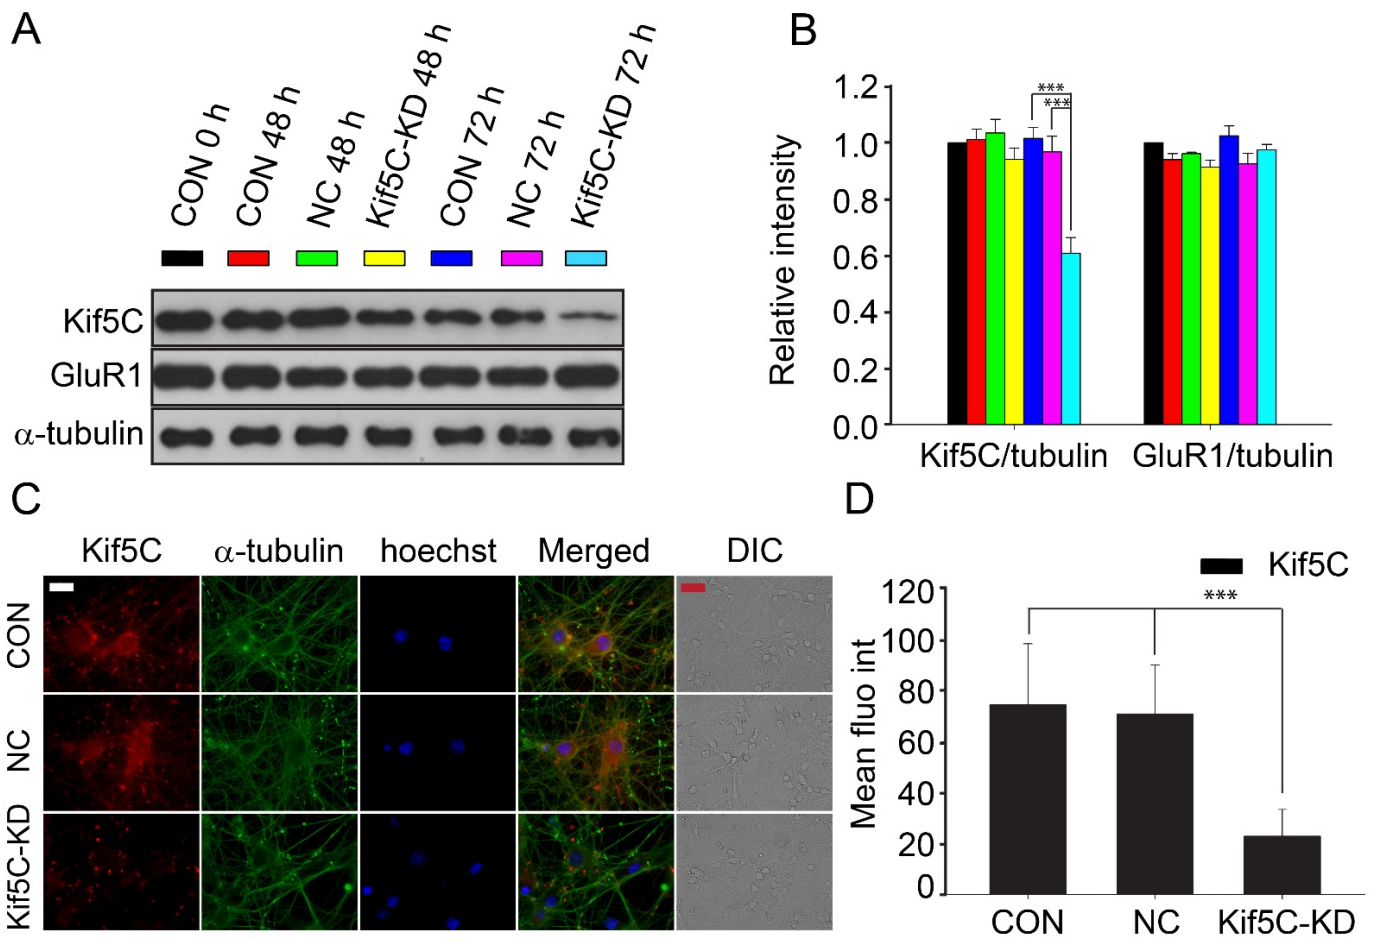 A
CON 0 h
CON 48 h
NC 48 h
Kif5C-KD 48 h
CON 72 h
NC 72 h
Kif5C-KD 72 h
Kif5C
GluR1
α-tubulin
B
Relative intensity
1.2
1.0
0.8
0.6
0.4
0.2
0.0
***
***
Kif5C/tubulin GluR1/tubulin
C
Kif5C α-tubulin hoechst Merged DIC
CON
NC
Kif5C-KD
D
Kif5C
***
Mean fluo int
120
100
80
60
40
20
0
CON NC Kif5C-KD